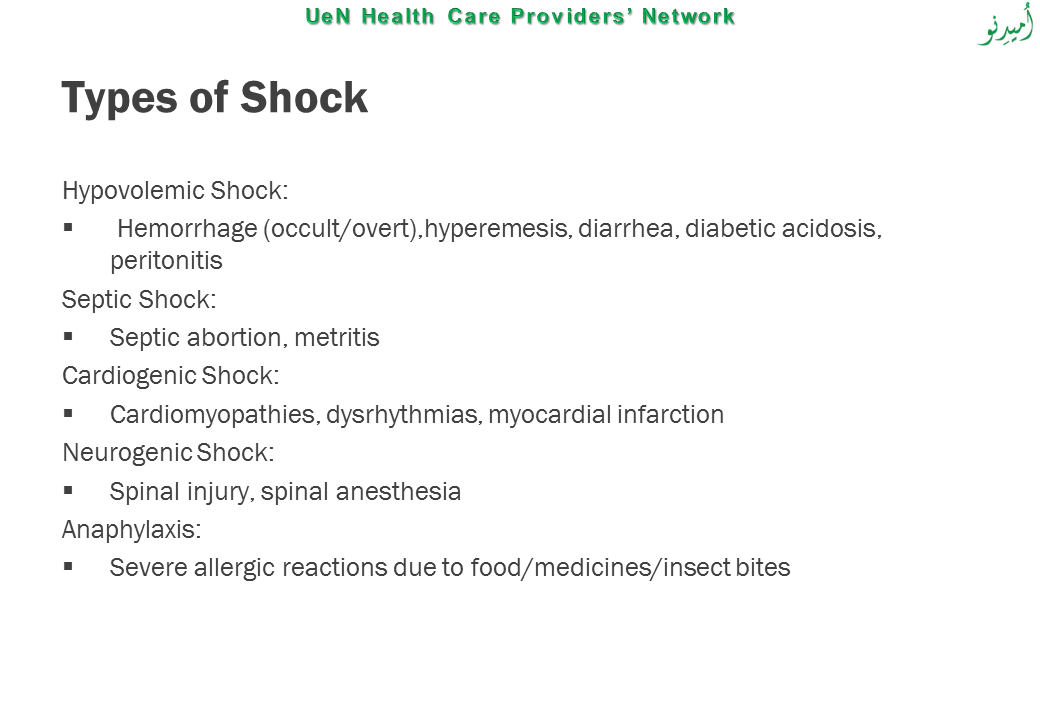 UeN Health Care Providers’ Network
اُمیدِنو
Types of Shock
Hypovolemic Shock:
▪ Hemorrhage (occult/overt),hyperemesis, diarrhea, diabetic acidosis,
peritonitis
Septic Shock:
▪ Septic abortion, metritis
Cardiogenic Shock:
▪ Cardiomyopathies, dysrhythmias, myocardial infarction
Neurogenic Shock:
▪ Spinal injury, spinal anesthesia
Anaphylaxis:
▪ Severe allergic reactions due to food/medicines/insect bites